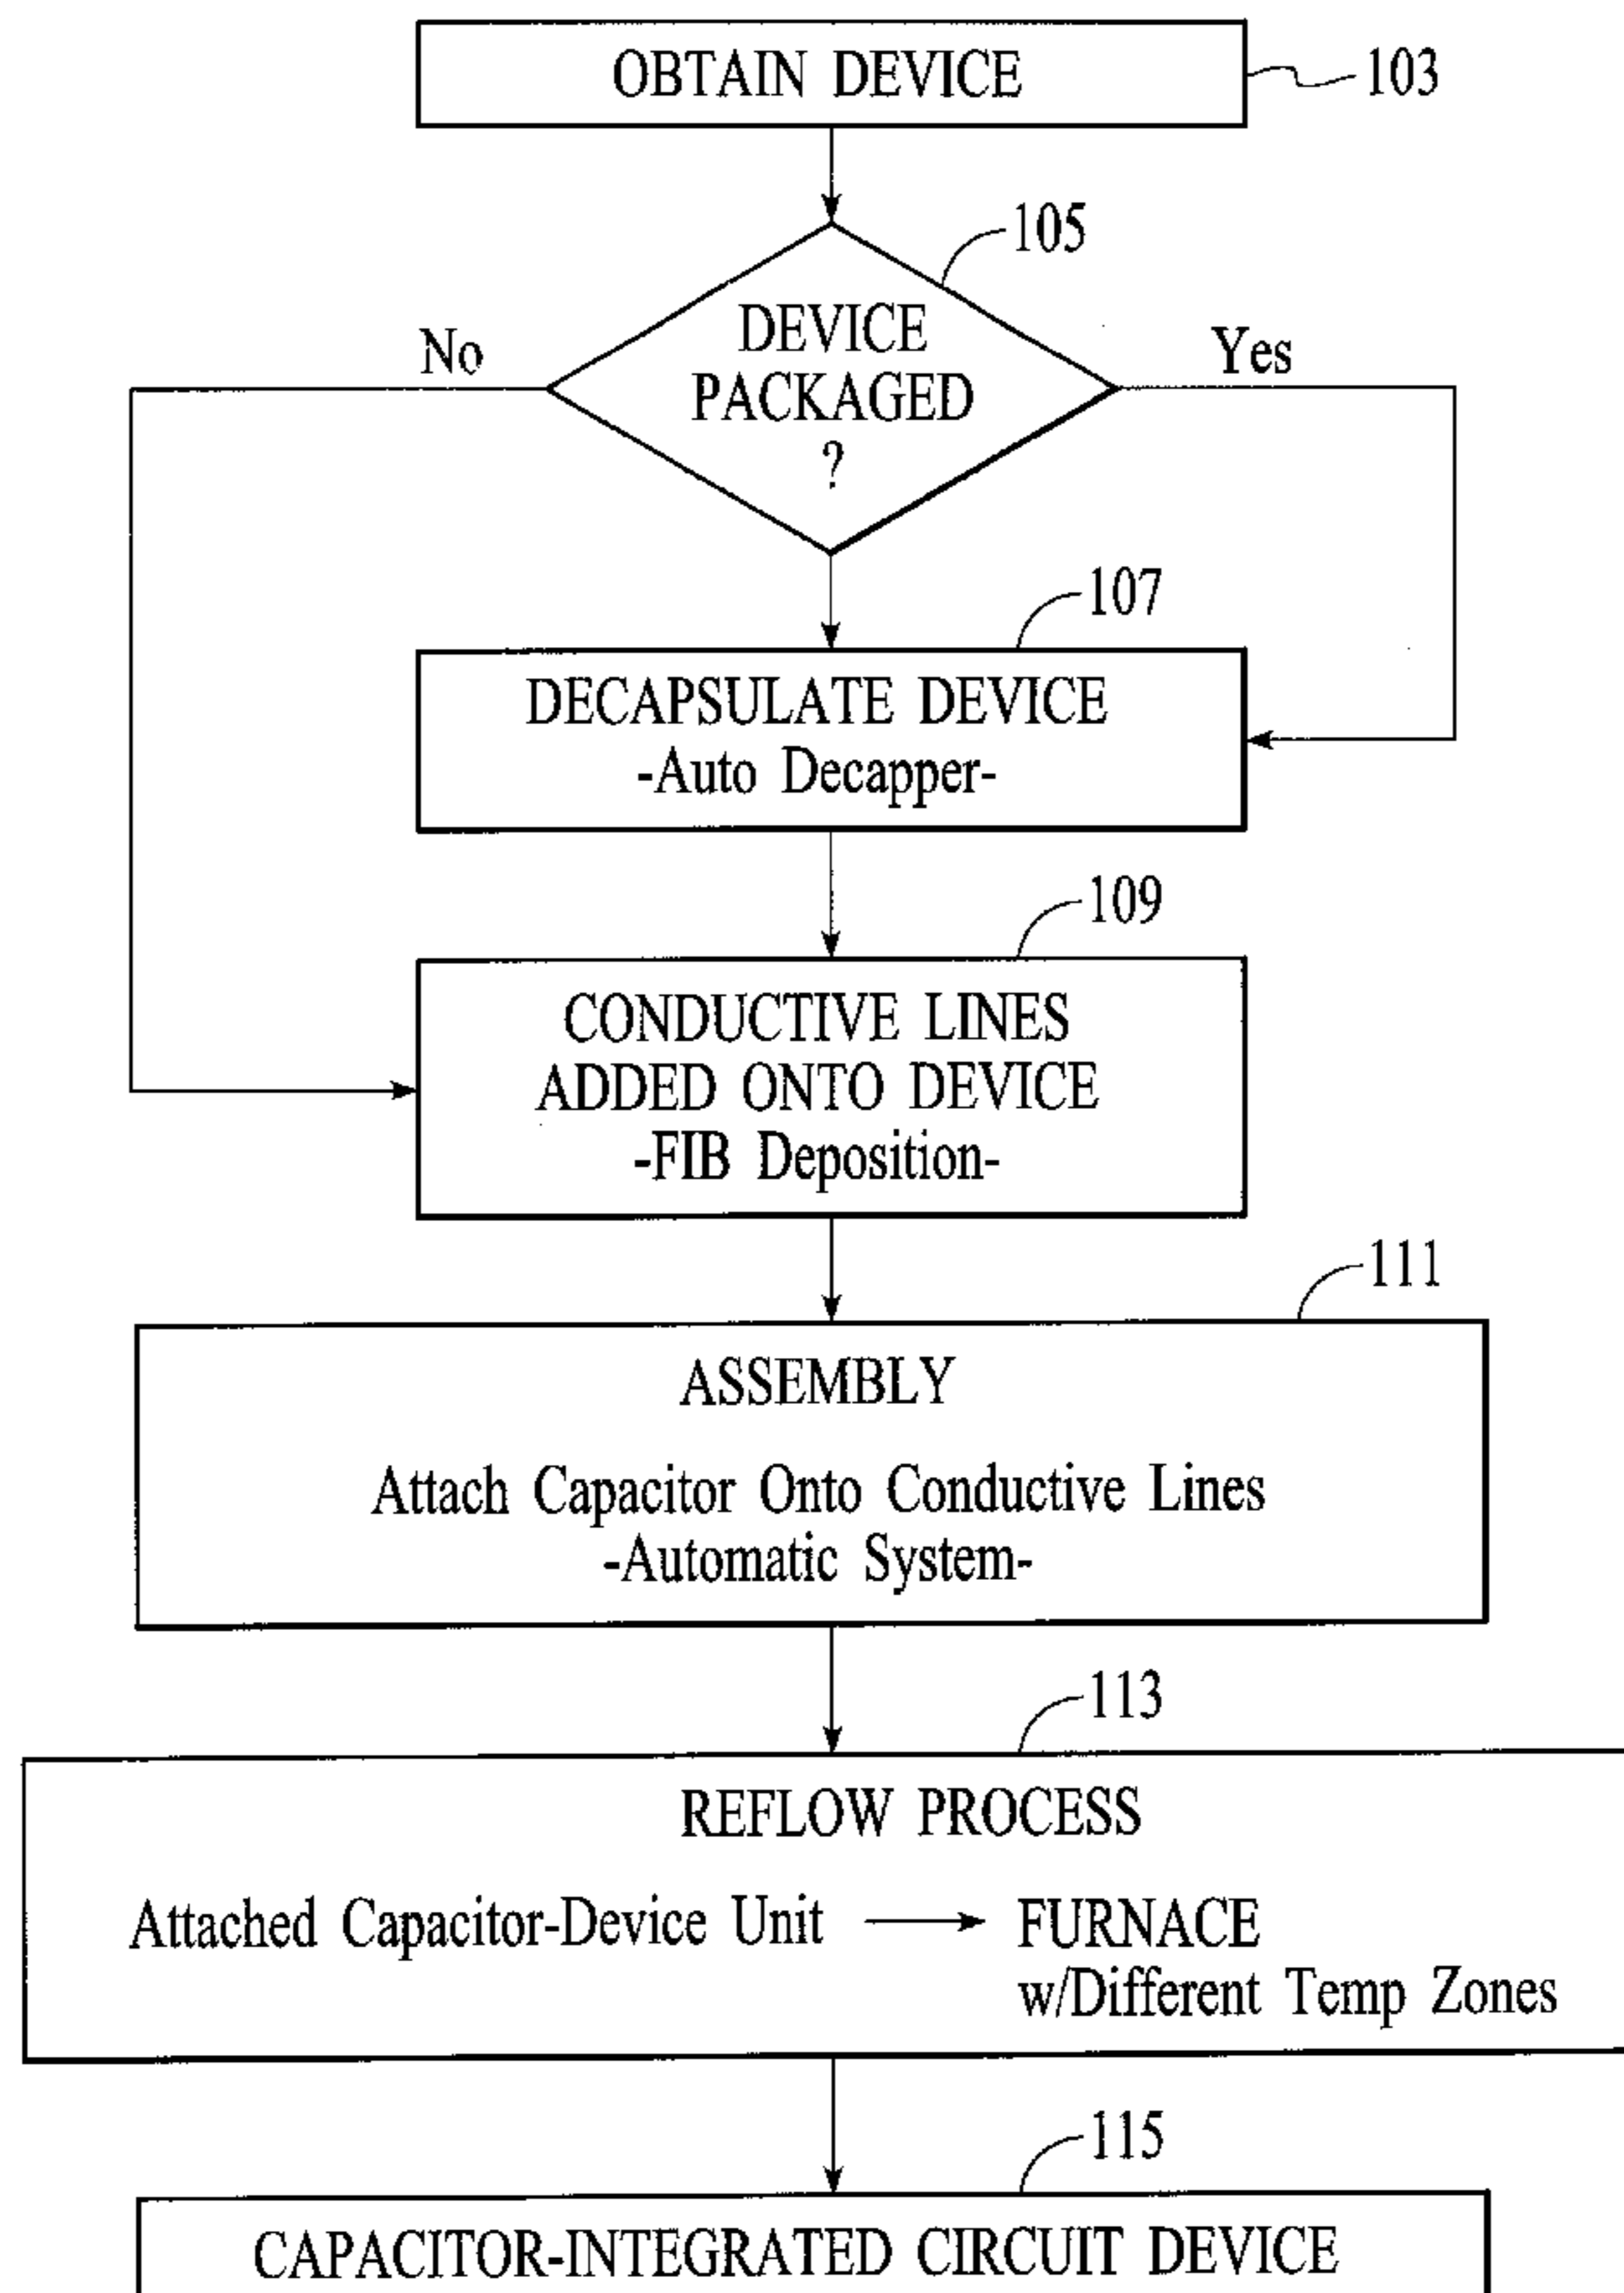 OBTAIN DEVICE
103
105
DEVICE
PACKAGED
?
No
Yes
107
DECAPSULATE DEVICE
-Auto Decapper-
109
CONDUCTIVE LINES
ADDED ONTO DEVICE
-FIB Deposition-
111
ASSEMBLY
Attach Capacitor Onto Conductive Lines
-Automatic System-
113
REFLOW PROCESS
Attached Capacitor-Device Unit → FURNACE
w/Different Temp Zones
115
CAPACITOR-INTEGRATED CIRCUIT DEVICE